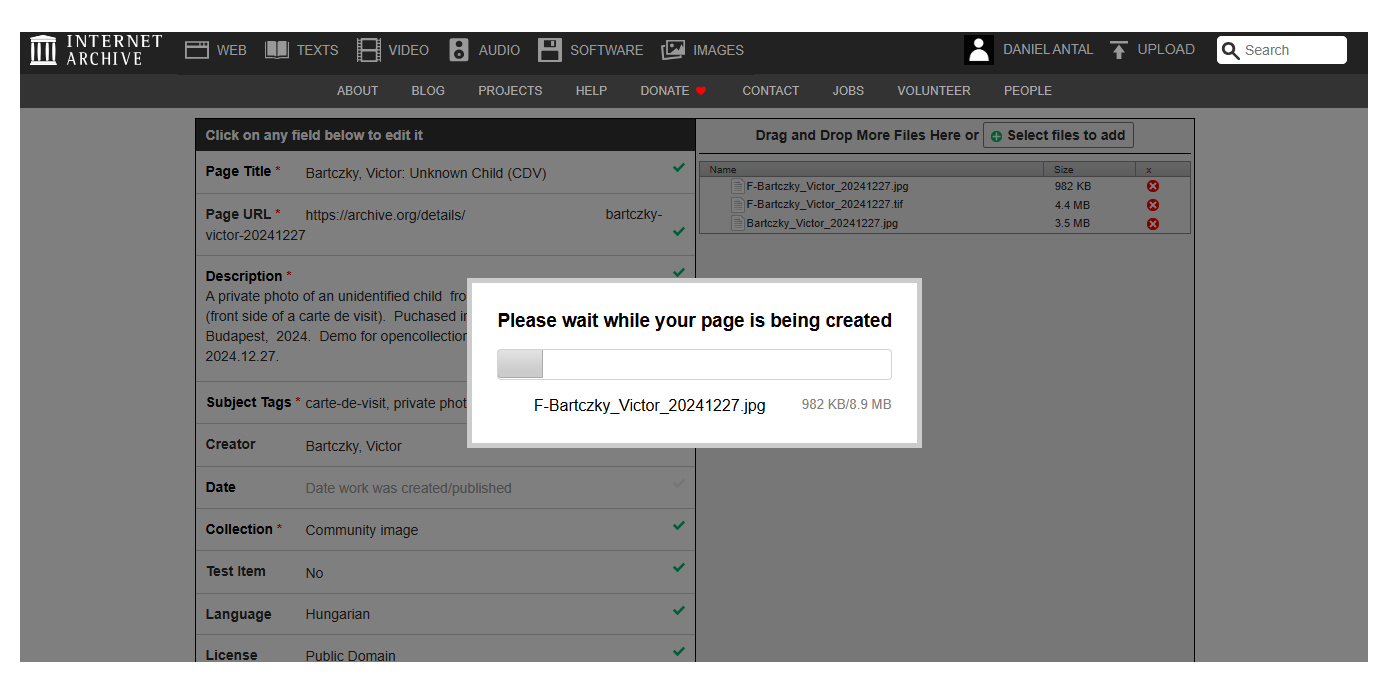 INTERNET ARCHIVE
WEB TEXTS VIDEO AUDIO SOFTWARE IMAGES DANIEL ANTAL UPLOAD Search
ABOUT BLOG PROJECTS HELP DONATE CONTACT JOBS VOLUNTEER PEOPLE
Click on any field below to edit it
Page Title * Bartczky, Victor: Unknown Child (CDV)
Page URL * https://archive.org/details/ bartczky-
victor-20241227
Description *
A private photo of an unidentified child fro
(front side of a carte de visit). Puchased in
Budapest, 2024. Demo for opencollection
2024.12.27.
Subject Tags * carte-de-visit, private phot
Creator Bartczky, Victor
Date Date work was created/published
Collection * Community image
Test Item No
Language Hungarian
License Public Domain
Drag and Drop More Files Here or Select files to add
Name Size x
F-Bartczky_Victor_20241227.jpg 982 KB
F-Bartczky_Victor_20241227.tif 4.4 MB
Bartczky_Victor_20241227.jpg 3.5 MB
Please wait while your page is being created
F-Bartczky_Victor_20241227.jpg 982 KB/8.9 MB